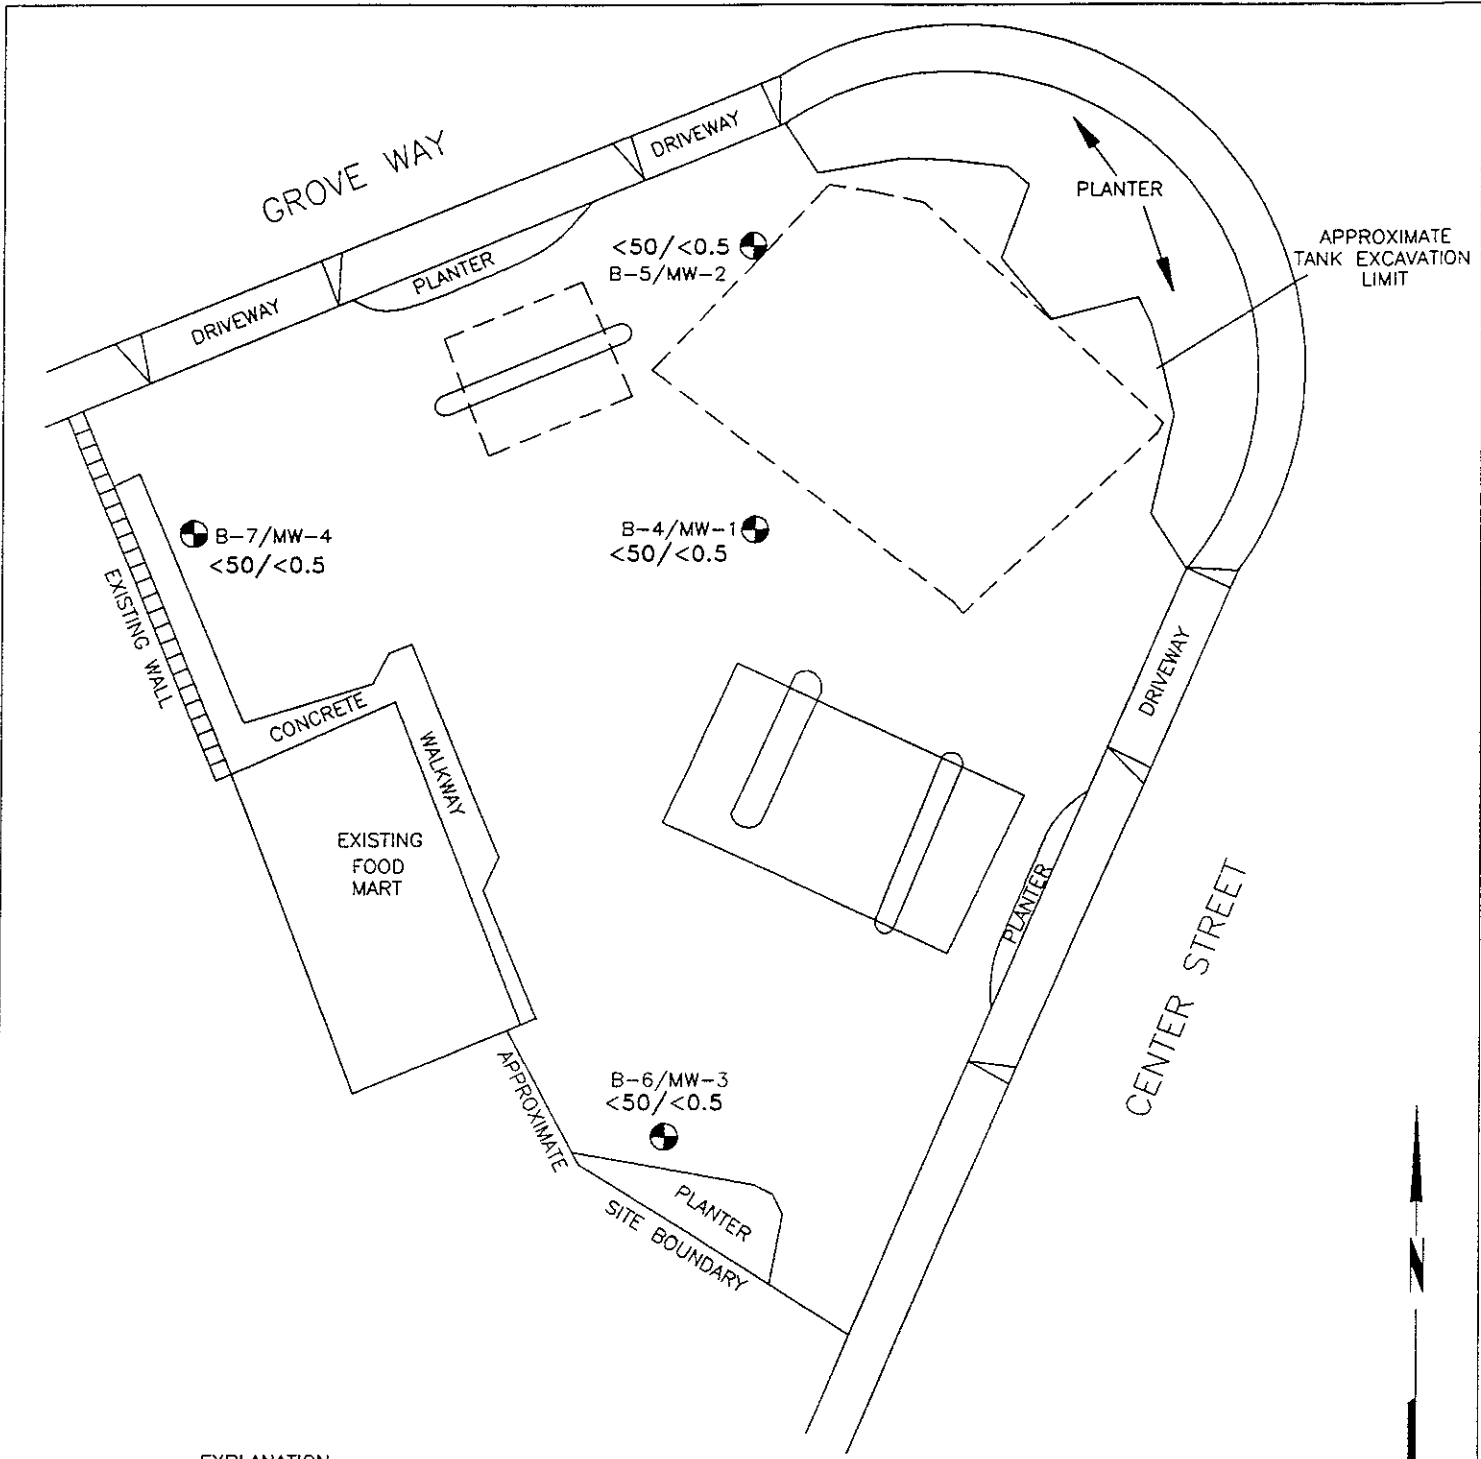 GROVE WAY
DRIVEWAY
PLANTER
APPROXIMATE
TANK EXCAVATION
LIMIT
<50/<0.5
B-5/MW-2
PLANTER
DRIVEWAY
B-7/MW-4
<50/<0.5
B-4/MW-1
<50/<0.5
EXISTING WALL
DRIVEWAY
CONCRETE
WALKWAY
EXISTING
FOOD
MART
PLANTER
CENTER STREET
APPROXIMATE
B-6/MW-3
<50/<0.5
PLANTER
SITE BOUNDARY
N
EXPLANATION